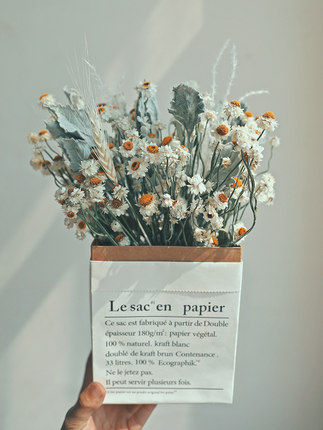 Le sac en papier
Ce sac est fabriqué à partir de Double
épaisseur 180g/m²: papier végétal.
100 % naturel. kraft blanc
doublé de kraft brun Contenance.
33 litres. 100 % Ecographik.
Ne le jetez pas.
Il peut servir plusieurs fois.